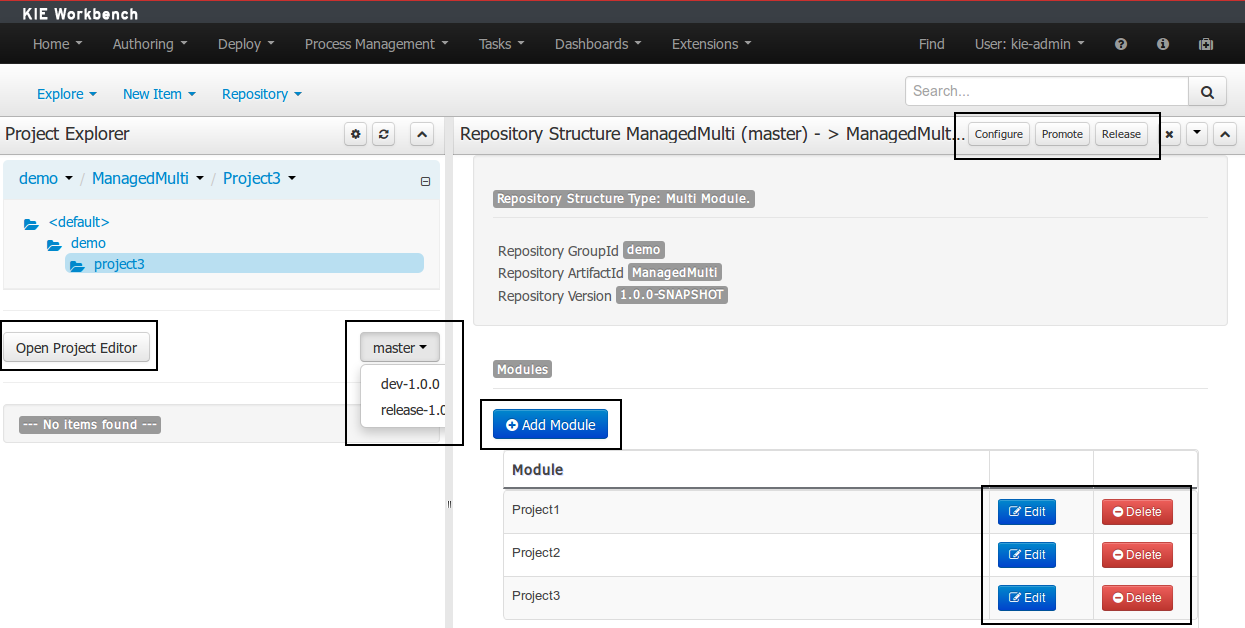 KIE Workbench
Home Authoring Deploy Process Management Tasks Dashboards Extensions Find User: kie-admin
Explore New Item Repository Search...
Project Explorer
demo / ManagedMulti / Project3
<default>
demo
project3
Open Project Editor master
dev-1.0.0
release-1.0
--- No items found ---
Repository Structure ManagedMulti (master) - > ManagedMult... Configure Promote Release
Repository Structure Type: Multi Module.
Repository GroupId demo
Repository ArtifactId ManagedMulti
Repository Version 1.0.0-SNAPSHOT
Modules
Add Module
Module
Project1 Edit Delete
Project2 Edit Delete
Project3 Edit Delete